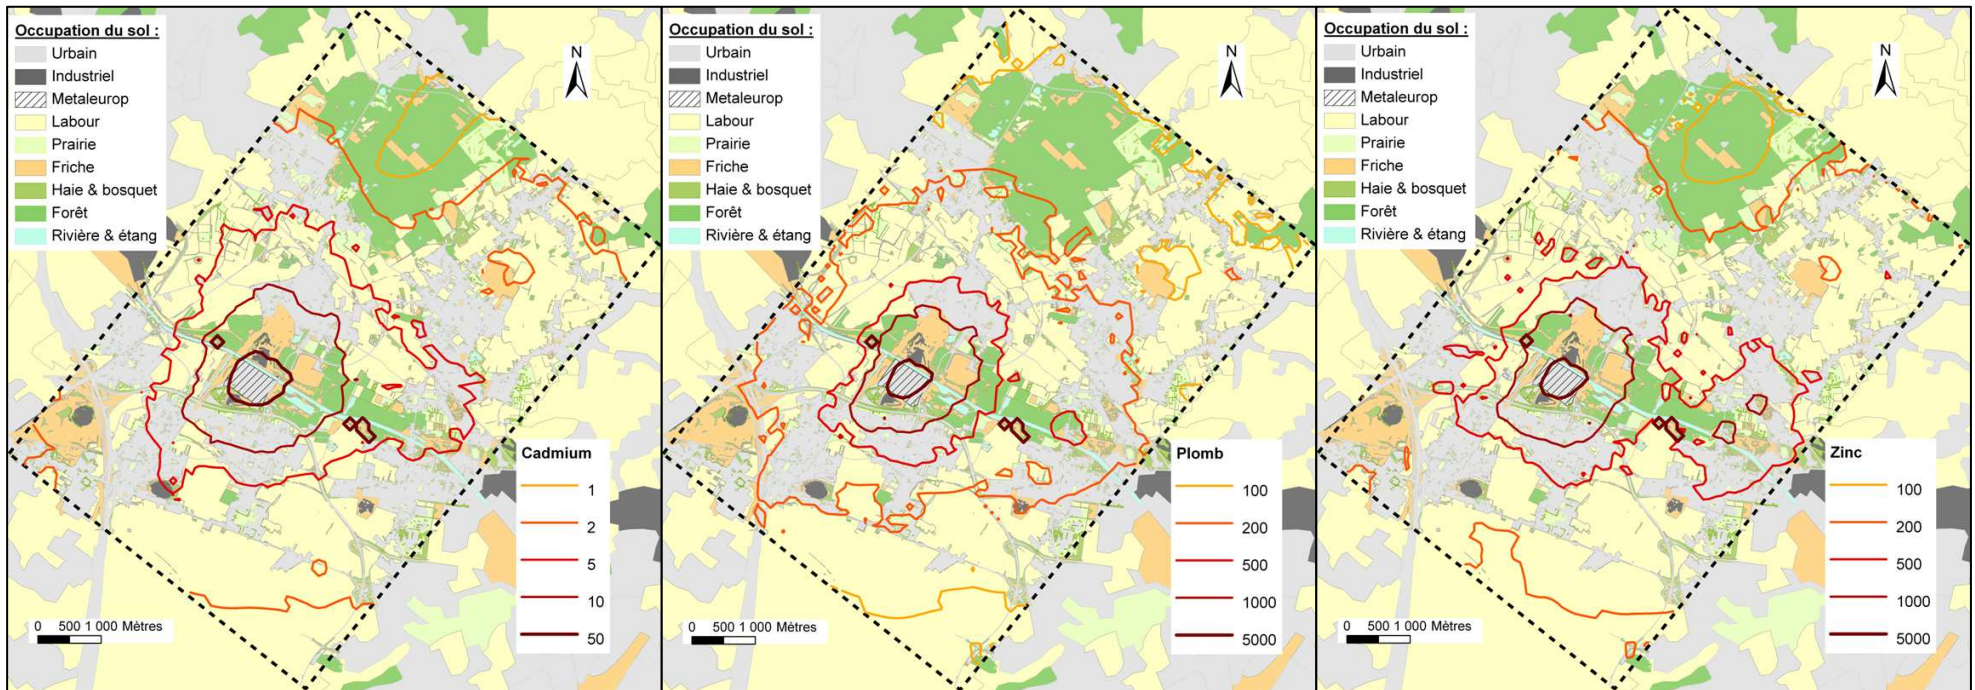 Occupation du sol :
N
Urbain
Industriel
Metaleurop
Labour
Prairie
Friche
Haie & bosquet
Forêt
Rivière & étang
Cadmium
1
2
5
10
50
0 500 1 000 Mètres
Occupation du sol :
N
Urbain
Industriel
Metaleurop
Labour
Prairie
Friche
Haie & bosquet
Forêt
Rivière & étang
Plomb
100
200
500
1000
5000
0 500 1 000 Mètres
Occupation du sol :
N
Urbain
Industriel
Metaleurop
Labour
Prairie
Friche
Haie & bosquet
Forêt
Rivière & étang
Zinc
100
200
500
1000
5000
0 500 1 000 Mètres